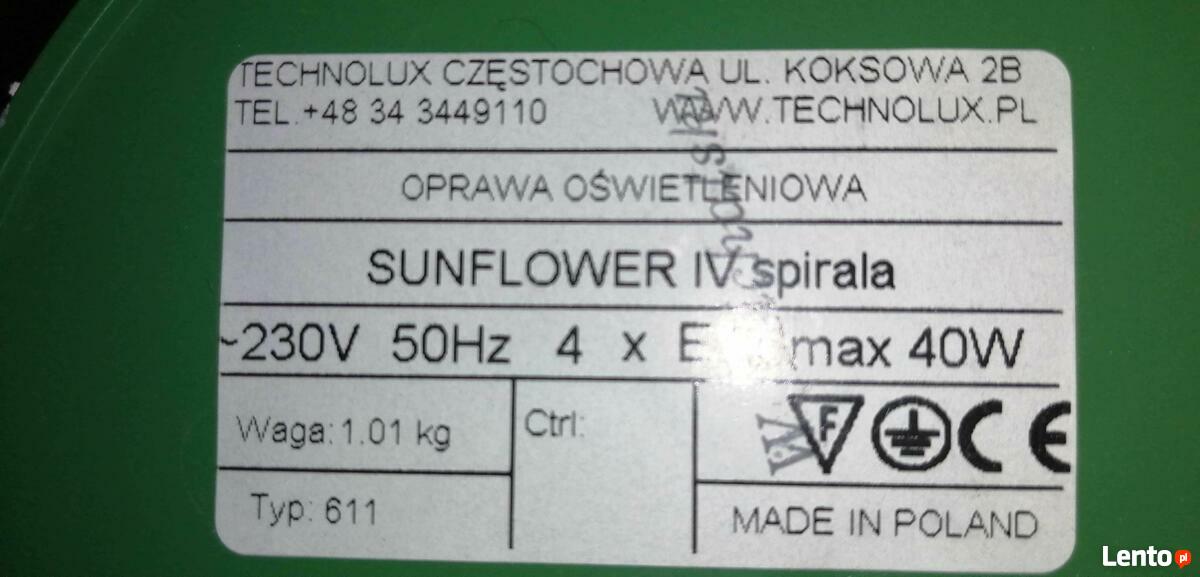 TECHNOLUX CZĘSTOCHOWA UL. KOKSOWA 2B
TEL.+48 34 3449110 WWW.TECHNOLUX.PL
OPRAWA OŚWIETLENIOWA
SUNFLOWER IV spirala
~230V 50Hz 4 x max 40W
Waga: 1.01 kg
Ctrl:
F CE
Typ: 611
MADE IN POLAND
Lento.pl